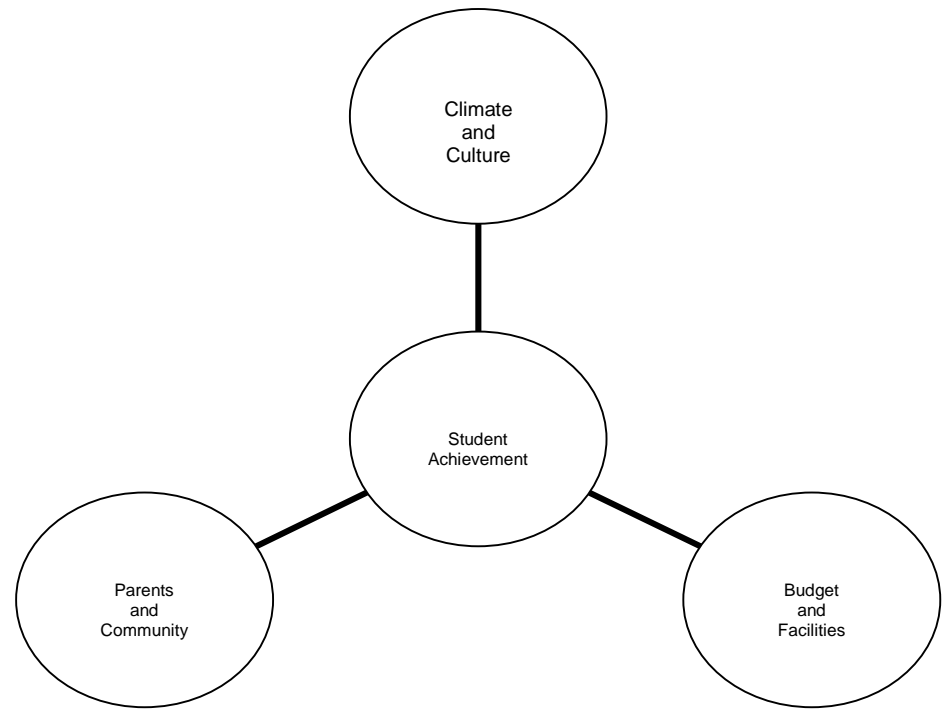 Climate
and
Culture
Student
Achievement
Parents
and
Community
Budget
and
Facilities